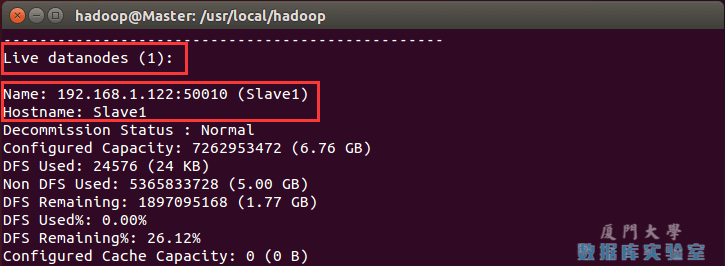 hadoop@Master: /usr/local/hadoop
--------------------------------------------------
Live datanodes (1):
Name: 192.168.1.122:50010 (Slave1)
Hostname: Slave1
Decommission Status : Normal
Configured Capacity: 7262953472 (6.76 GB)
DFS Used: 24576 (24 KB)
Non DFS Used: 5365833728 (5.00 GB)
DFS Remaining: 1897095168 (1.77 GB)
DFS Used%: 0.00%
DFS Remaining%: 26.12%
Configured Cache Capacity: 0 (0 B)
厦門大學
数据库实验室